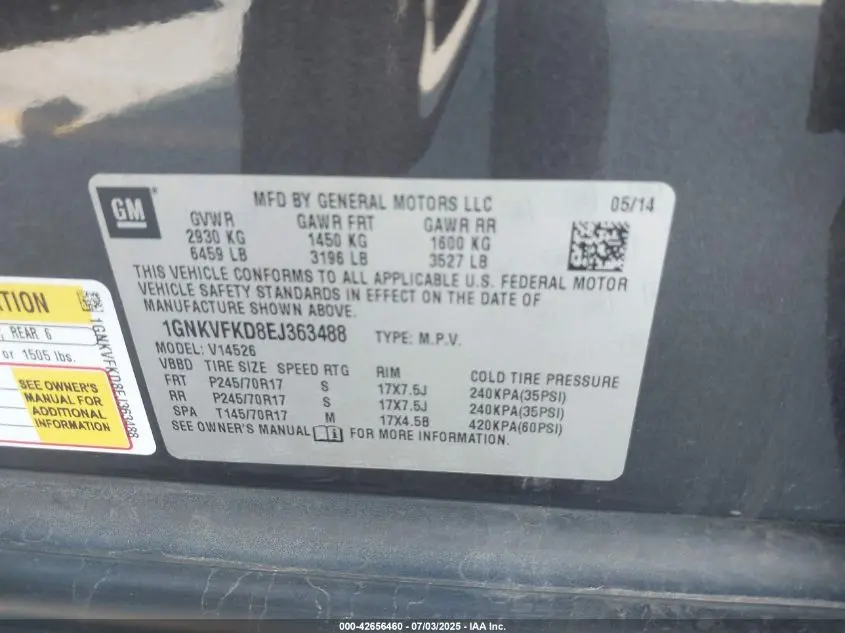 GM
MFD BY GENERAL MOTORS LLC 05/14
GVWR GAWR FRT GAWR RR
2930 KG 1450 KG 1600 KG
6459 LB 3196 LB 3527 LB
THIS VEHICLE CONFORMS TO ALL APPLICABLE U.S. FEDERAL MOTOR
VEHICLE SAFETY STANDARDS IN EFFECT ON THE DATE OF
MANUFACTURE SHOWN ABOVE.
1GNKVFKD8EJ363488 TYPE: M.P.V.
MODEL: V14526
VBBD TIRE SIZE SPEED RTG RIM COLD TIRE PRESSURE
FRT P245/70R17 S 17X7.5J 240KPA(35PSI)
RR P245/70R17 S 17X7.5J 240KPA(35PSI)
SPA T145/70R17 M 17X4.5B 420KPA(60PSI)
SEE OWNER'S MANUAL FOR MORE INFORMATION.
REAR 6
or 1505 lbs.
SEE OWNER'S
MANUAL FOR
ADDITIONAL
INFORMATION
1GNKVFKD8EJ363488
000-42656460 - 07/03/2025 - IAA Inc.